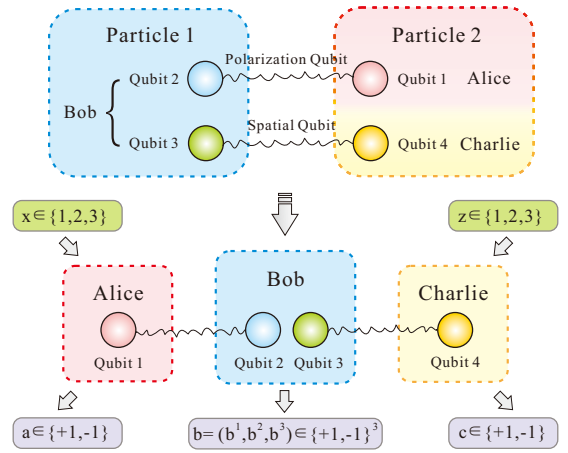 Particle 1
Particle 2
Polarization Qubit
Qubit 2
Qubit 1
Alice
Bob
Spatial Qubit
Qubit 3
Qubit 4
Charlie
x∈{1,2,3}
z∈{1,2,3}
Alice
Bob
Charlie
Qubit 1
Qubit 2
Qubit 3
Qubit 4
a∈{+1,-1}
b=(b¹,b²,b³)∈{+1,-1}³
c∈{+1,-1}